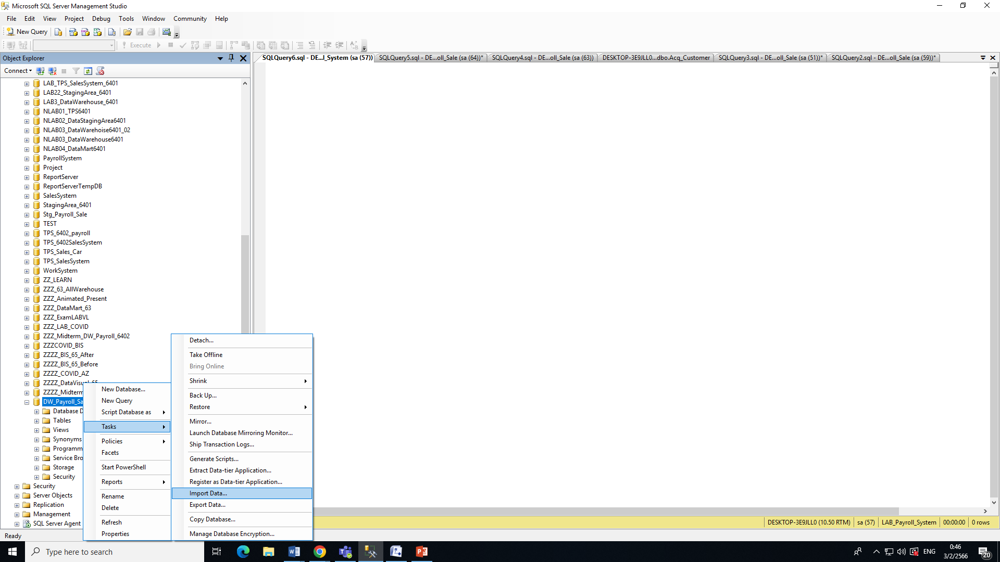 Microsoft SQL Server Management Studio
File Edit View Project Debug Tools Window Community Help
New Query
Execute
Object Explorer
SQLQuery6.sql - DE...l_System (sa (57)) SQLQuery5.sql - DE...oll_Sale (sa (64))* SQLQuery4.sql - DE...oll_Sale (sa (63)) DESKTOP-3E9JLL0...dbo.Acq_Customer SQLQuery3.sql - DE...oll_Sale (sa (51))* SQLQuery2.sql - DE...oll_Sale (sa (59))*
Connect
LAB_TPS_SalesSystem_6401
LAB22_StagingArea_6401
LAB3_DataWarehouse_6401
NLAB01_TPS6401
NLAB02_DataStagingArea6401
NLAB03_DataWarehoise6401_02
NLAB03_DataWarehouse6401
NLAB04_DataMart6401
PayrollSystem
Project
ReportServer
ReportServerTempDB
SalesSystem
StagingArea_6401
Stg_Payroll_Sale
TEST
TPS_6402_payroll
TPS_6402SalesSystem
TPS_Sales_Car
TPS_SalesSystem
WorkSystem
ZZ_LEARN
ZZZ_63_AllWarehouse
ZZZ_Animated_Present
ZZZ_DataMart_63
ZZZ_ExamLABVL
ZZZ_LAB_COVID
ZZZ_Midterm_DW_Payroll_6402
ZZZCOVID_BIS
ZZZZ_BIS_65_After
ZZZZ_BIS_65_Before
ZZZZ_COVID_AZ
ZZZZ_DataVisual_65
ZZZZ_Midterm
DW_Payroll_Sa
Database D
Tables
Views
Synonyms
Programm
Service Bro
Storage
Security
Security
Server Objects
Replication
Management
SQL Server Agent
New Database...
New Query
Script Database as
Tasks
Policies
Facets
Start PowerShell
Reports
Rename
Delete
Refresh
Properties
Detach...
Take Offline
Bring Online
Shrink
Back Up...
Restore
Mirror...
Launch Database Mirroring Monitor...
Ship Transaction Logs...
Generate Scripts...
Extract Data-tier Application...
Register as Data-tier Application...
Import Data...
Export Data...
Copy Database...
Manage Database Encryption...
DESKTOP-3E9JLL0 (10.50 RTM) sa (57) LAB_Payroll_System 00:00:00 0 rows
Ready
Type here to search
ENG
0:46
3/2/2566
20